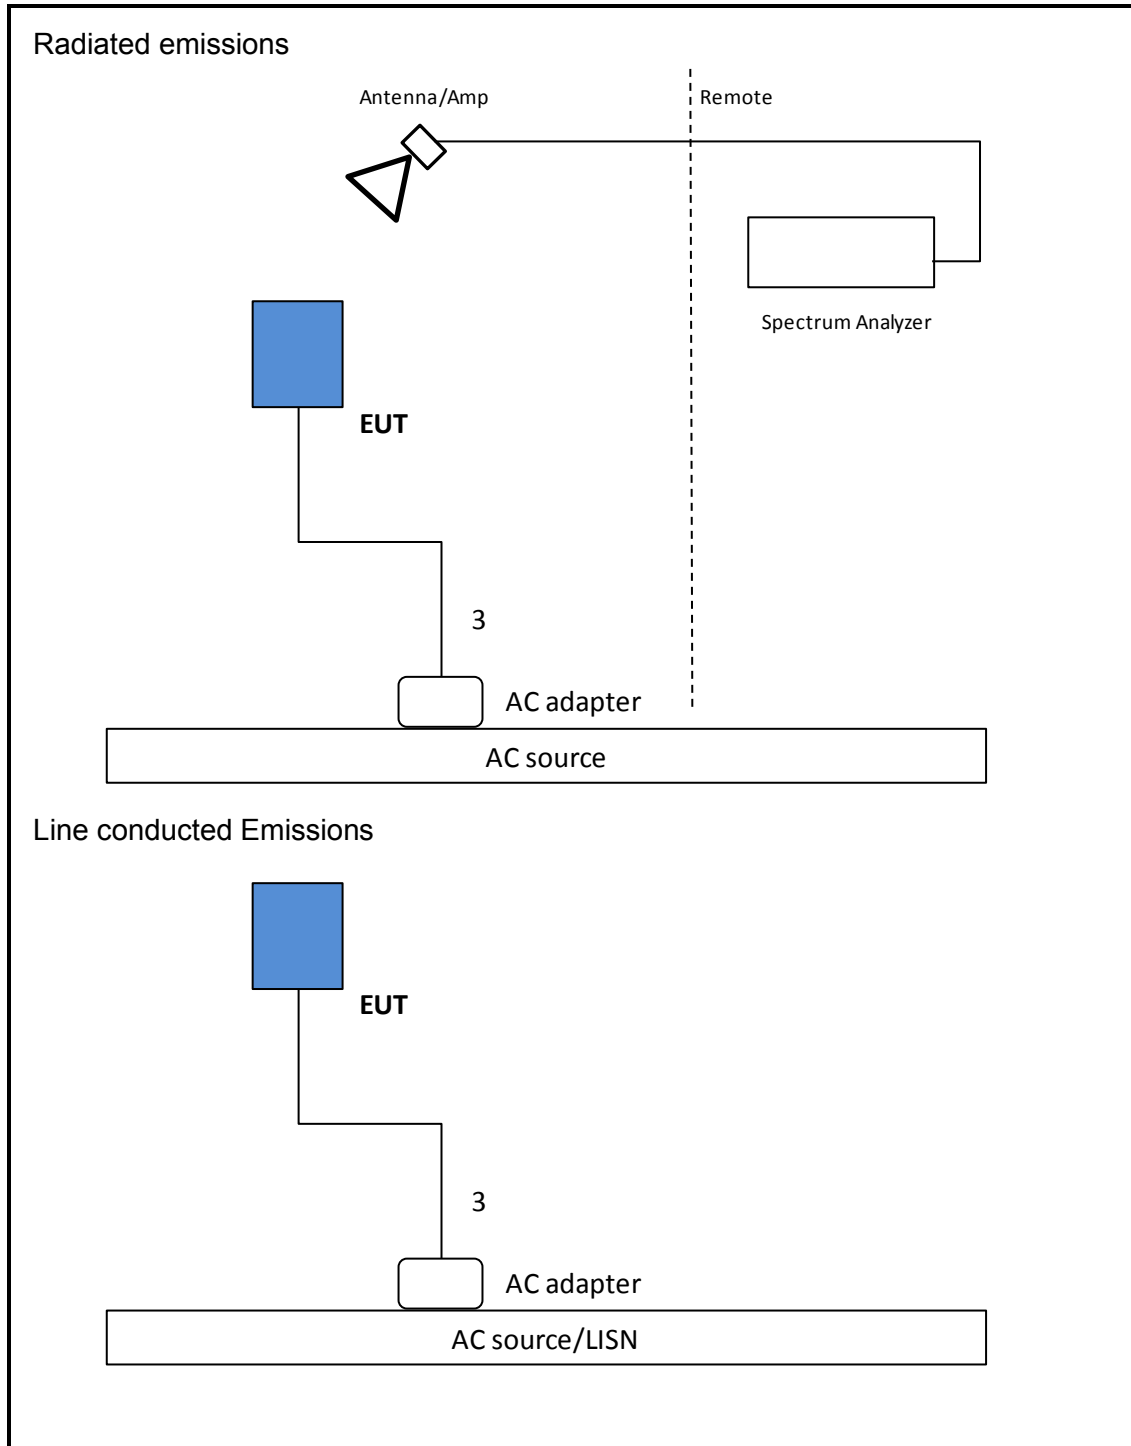 Radiated emissions
Antenna/Amp
Remote
Spectrum Analyzer
EUT
3
AC adapter
AC source
Line conducted Emissions
EUT
3
AC adapter
AC source/LISN